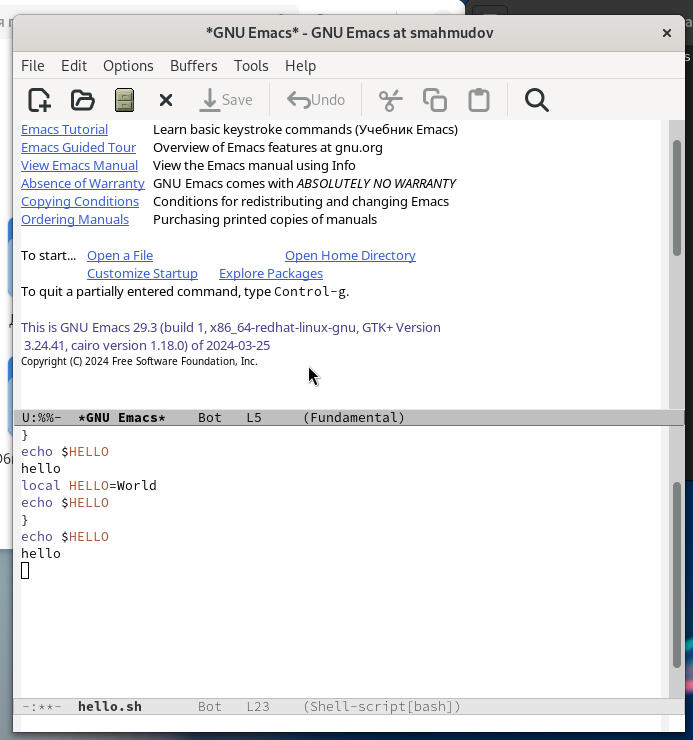 *GNU Emacs* - GNU Emacs at smahmudov
File Edit Options Buffers Tools Help
Save Undo
Emacs Tutorial Learn basic keystroke commands (Учебник Emacs)
Emacs Guided Tour Overview of Emacs features at gnu.org
View Emacs Manual View the Emacs manual using Info
Absence of Warranty GNU Emacs comes with ABSOLUTELY NO WARRANTY
Copying Conditions Conditions for redistributing and changing Emacs
Ordering Manuals Purchasing printed copies of manuals
To start... Open a File Open Home Directory
Customize Startup Explore Packages
To quit a partially entered command, type Control-g.
This is GNU Emacs 29.3 (build 1, x86_64-redhat-linux-gnu, GTK+ Version
3.24.41, cairo version 1.18.0) of 2024-03-25
Copyright (C) 2024 Free Software Foundation, Inc.
U:%%- *GNU Emacs* Bot L5 (Fundamental)
}
echo $HELLO
hello
local HELLO=World
echo $HELLO
}
echo $HELLO
hello
-:**- hello.sh Bot L23 (Shell-script[bash])